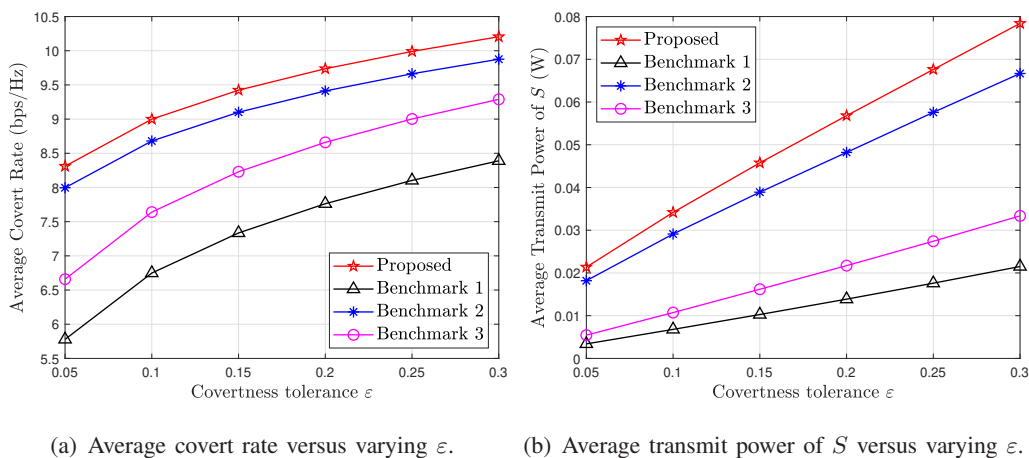 10.5
10
9.5
9
8.5
8
7.5
7
6.5
6
5.5
0.05
0.1
0.15
0.2
0.25
0.3
Average Covert Rate (bps/Hz)
Covertness tolerance ε
Proposed
Benchmark 1
Benchmark 2
Benchmark 3
(a) Average covert rate versus varying ε.
0.08
0.07
0.06
0.05
0.04
0.03
0.02
0.01
0
0.05
0.1
0.15
0.2
0.25
0.3
Average Transmit Power of S (W)
Covertness tolerance ε
Proposed
Benchmark 1
Benchmark 2
Benchmark 3
(b) Average transmit power of S versus varying ε.